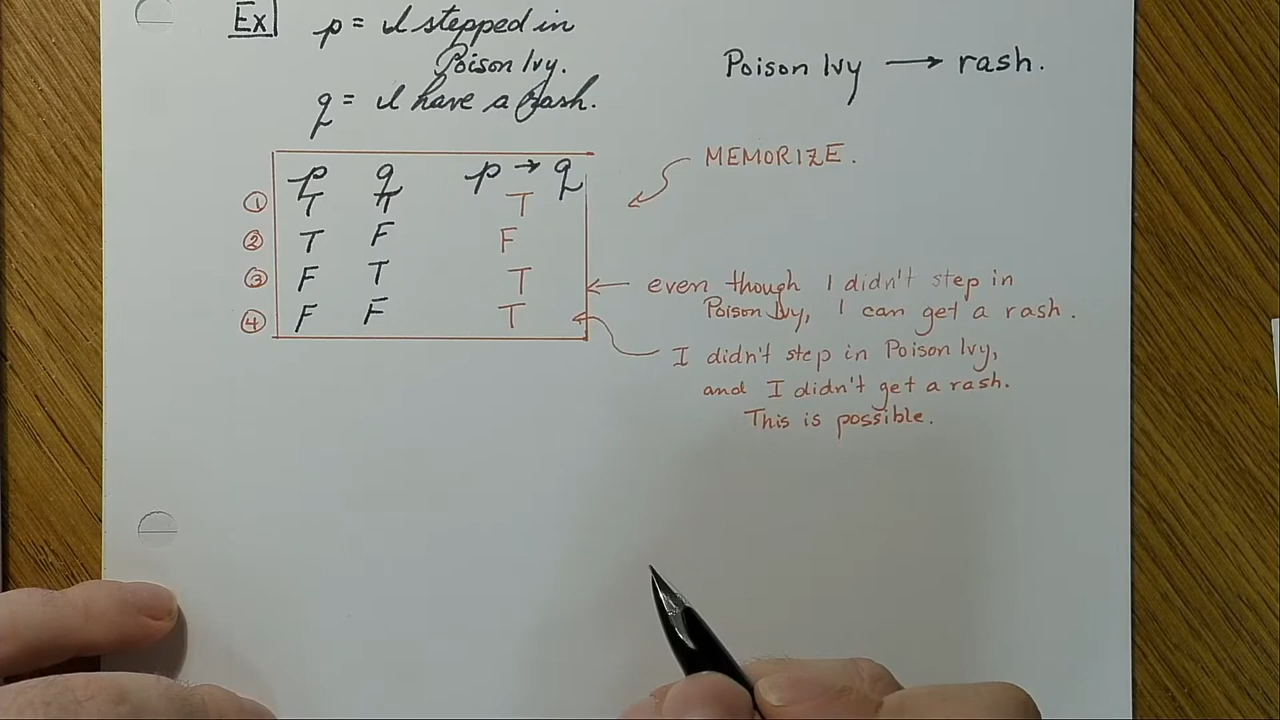 Ex p = I stepped in
Poison Ivy.
q = I have a Rash.
Poison Ivy → rash.
MEMORIZE.
p q p → q
① T T T
② T F F
③ F T T
④ F F T
even though I didn't step in
Poison Ivy, I can get a rash.
I didn't step in Poison Ivy,
and I didn't get a rash.
This is possible.